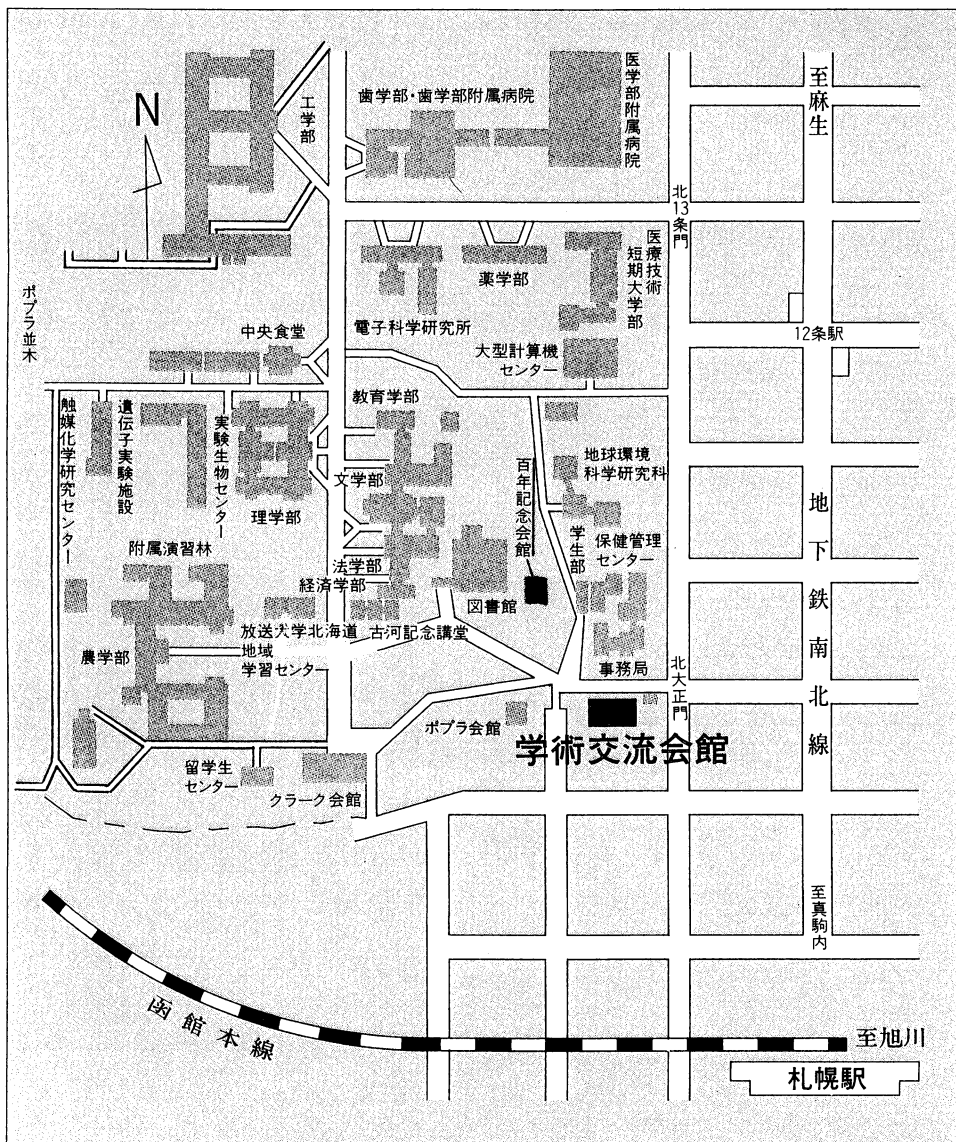 N
工学部
歯学部・歯学部附属病院
医学部附属病院
至麻生
北13条門
ポプラ並木
中央食堂
電子科学研究所
薬学部
医療技術
短期大学部
大型計算機
センター
12条駅
触媒化学研究センター
遺伝子実験施設
実験生物センター
理学部
教育学部
文学部
百年記念会館
地球環境
科学研究科
学生部
保健管理
センター
附属演習林
法学部
経済学部
図書館
地下鉄南北線
農学部
放送大学北海道
地域
学習センター
古河記念講堂
事務局
北大正門
ポプラ会館
学術交流会館
留学生
センター
クラーク会館
至真駒内
函館本線
至旭川
札幌駅